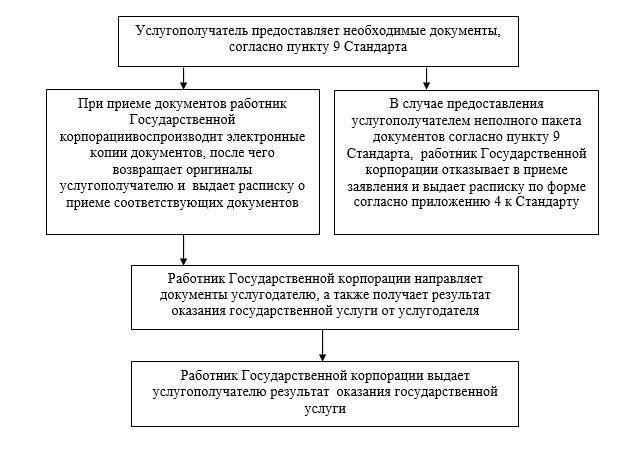 Услугополучатель предоставляет необходимые документы,
согласно пункту 9 Стандарта
При приеме документов работник
Государственной
корпорациивоспроизводит электронные
копии документов, после чего
возвращает оригиналы
услугополучателю и выдает расписку о
приеме соответствующих документов
В случае предоставления
услугополучателем неполного пакета
документов согласно пункту 9
Стандарта, работник Государственной
корпорации отказывает в приеме
заявления и выдает расписку по форме
согласно приложению 4 к Стандарту
Работник Государственной корпорации направляет
документы услугодателю, а также получает результат
оказания государственной услуги от услугодателя
Работник Государственной корпорации выдает
услугополучателю результат оказания государственной
услуги